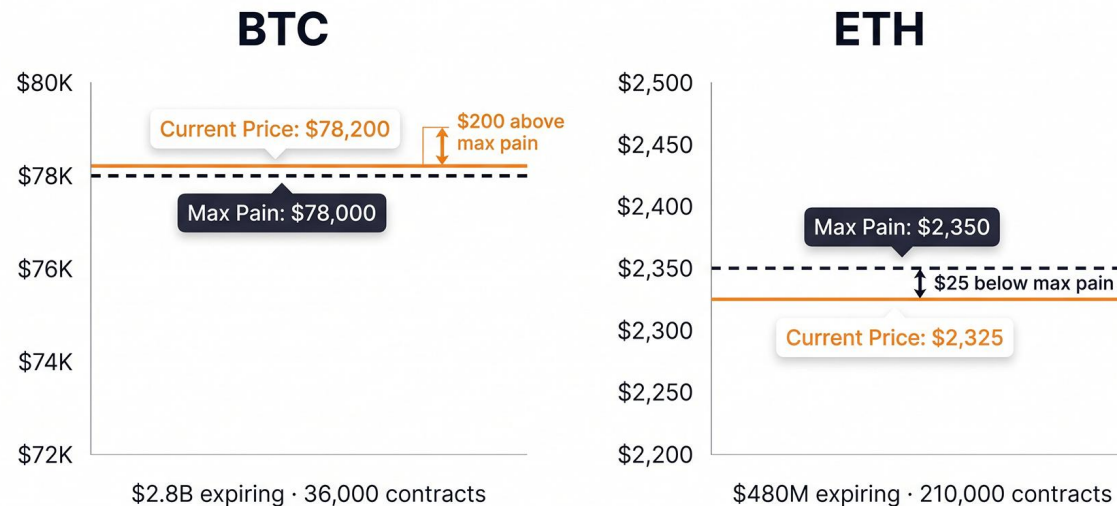 BTC
$80K
Current Price: $78,200
$200 above
max pain
$78K
Max Pain: $78,000
$76K
$74K
$72K
$2.8B expiring · 36,000 contracts
ETH
$2,500
$2,450
$2,400
Max Pain: $2,350
$2,350
$25 below max pain
$2,300
Current Price: $2,325
$2,250
$2,200
$480M expiring · 210,000 contracts